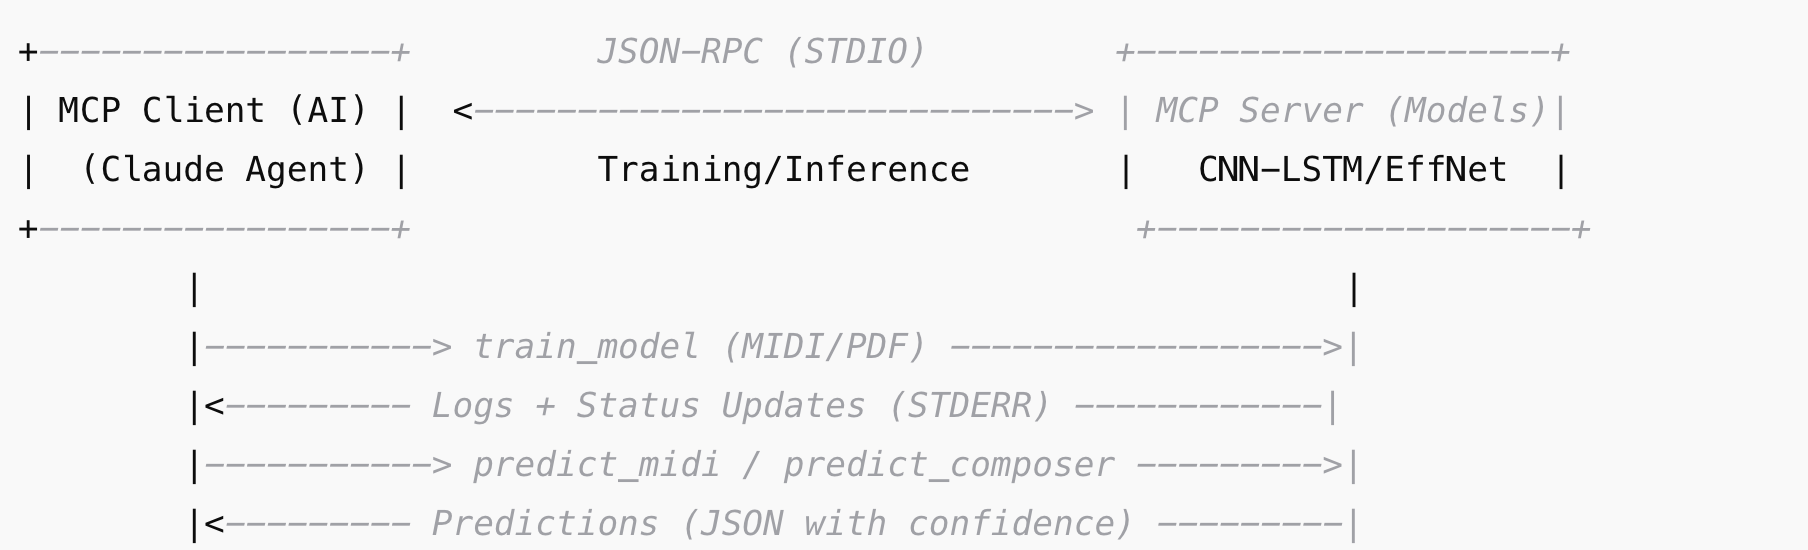 +-----------------+         JSON-RPC (STDIO)         +--------------------+
| MCP Client (AI) |  <-----------------------------> | MCP Server (Models)|
|  (Claude Agent) |         Training/Inference       |   CNN-LSTM/EffNet  |
+-----------------+                                   +--------------------+
        |                                                       |
        |-----------> train_model (MIDI/PDF) ------------------>|
        |<--------- Logs + Status Updates (STDERR) ------------|
        |-----------> predict_midi / predict_composer --------->|
        |<--------- Predictions (JSON with confidence) ---------|